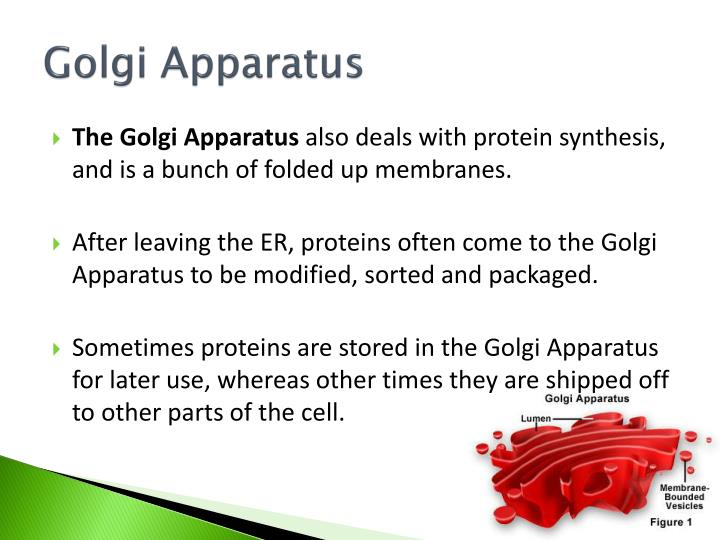 Golgi Apparatus
The Golgi Apparatus also deals with protein synthesis,
and is a bunch of folded up membranes.
After leaving the ER, proteins often come to the Golgi
Apparatus to be modified, sorted and packaged.
Sometimes proteins are stored in the Golgi Apparatus
for later use, whereas other times they are shipped off
to other parts of the cell.
Golgi Apparatus
Lumen
Membrane-
Bounded
Vesicles
Figure 1